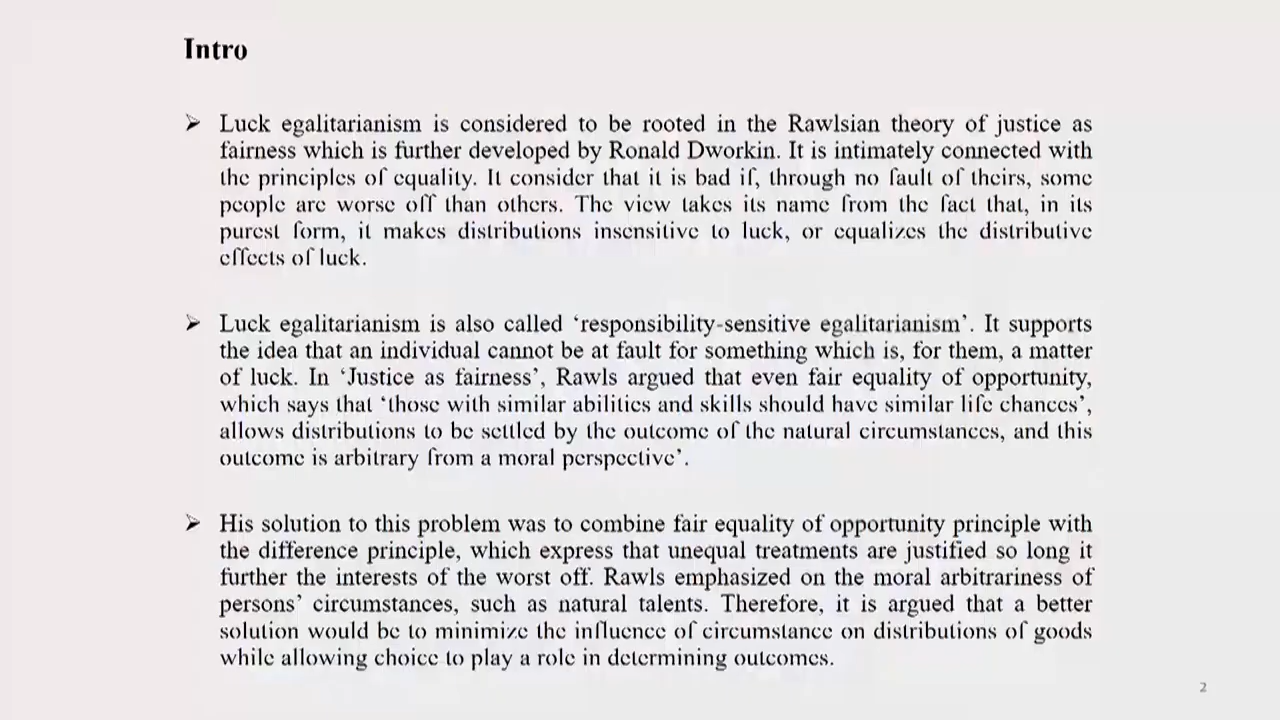 Intro
➢ Luck egalitarianism is considered to be rooted in the Rawlsian theory of justice as
fairness which is further developed by Ronald Dworkin. It is intimately connected with
the principles of equality. It consider that it is bad if, through no fault of theirs, some
people are worse off than others. The view takes its name from the fact that, in its
purest form, it makes distributions insensitive to luck, or equalizes the distributive
effects of luck.
➢ Luck egalitarianism is also called ‘responsibility-sensitive egalitarianism’. It supports
the idea that an individual cannot be at fault for something which is, for them, a matter
of luck. In ‘Justice as fairness’, Rawls argued that even fair equality of opportunity,
which says that ‘those with similar abilities and skills should have similar life chances’,
allows distributions to be settled by the outcome of the natural circumstances, and this
outcome is arbitrary from a moral perspective’.
➢ His solution to this problem was to combine fair equality of opportunity principle with
the difference principle, which express that unequal treatments are justified so long it
further the interests of the worst off. Rawls emphasized on the moral arbitrariness of
persons’ circumstances, such as natural talents. Therefore, it is argued that a better
solution would be to minimize the influence of circumstance on distributions of goods
while allowing choice to play a role in determining outcomes.
2